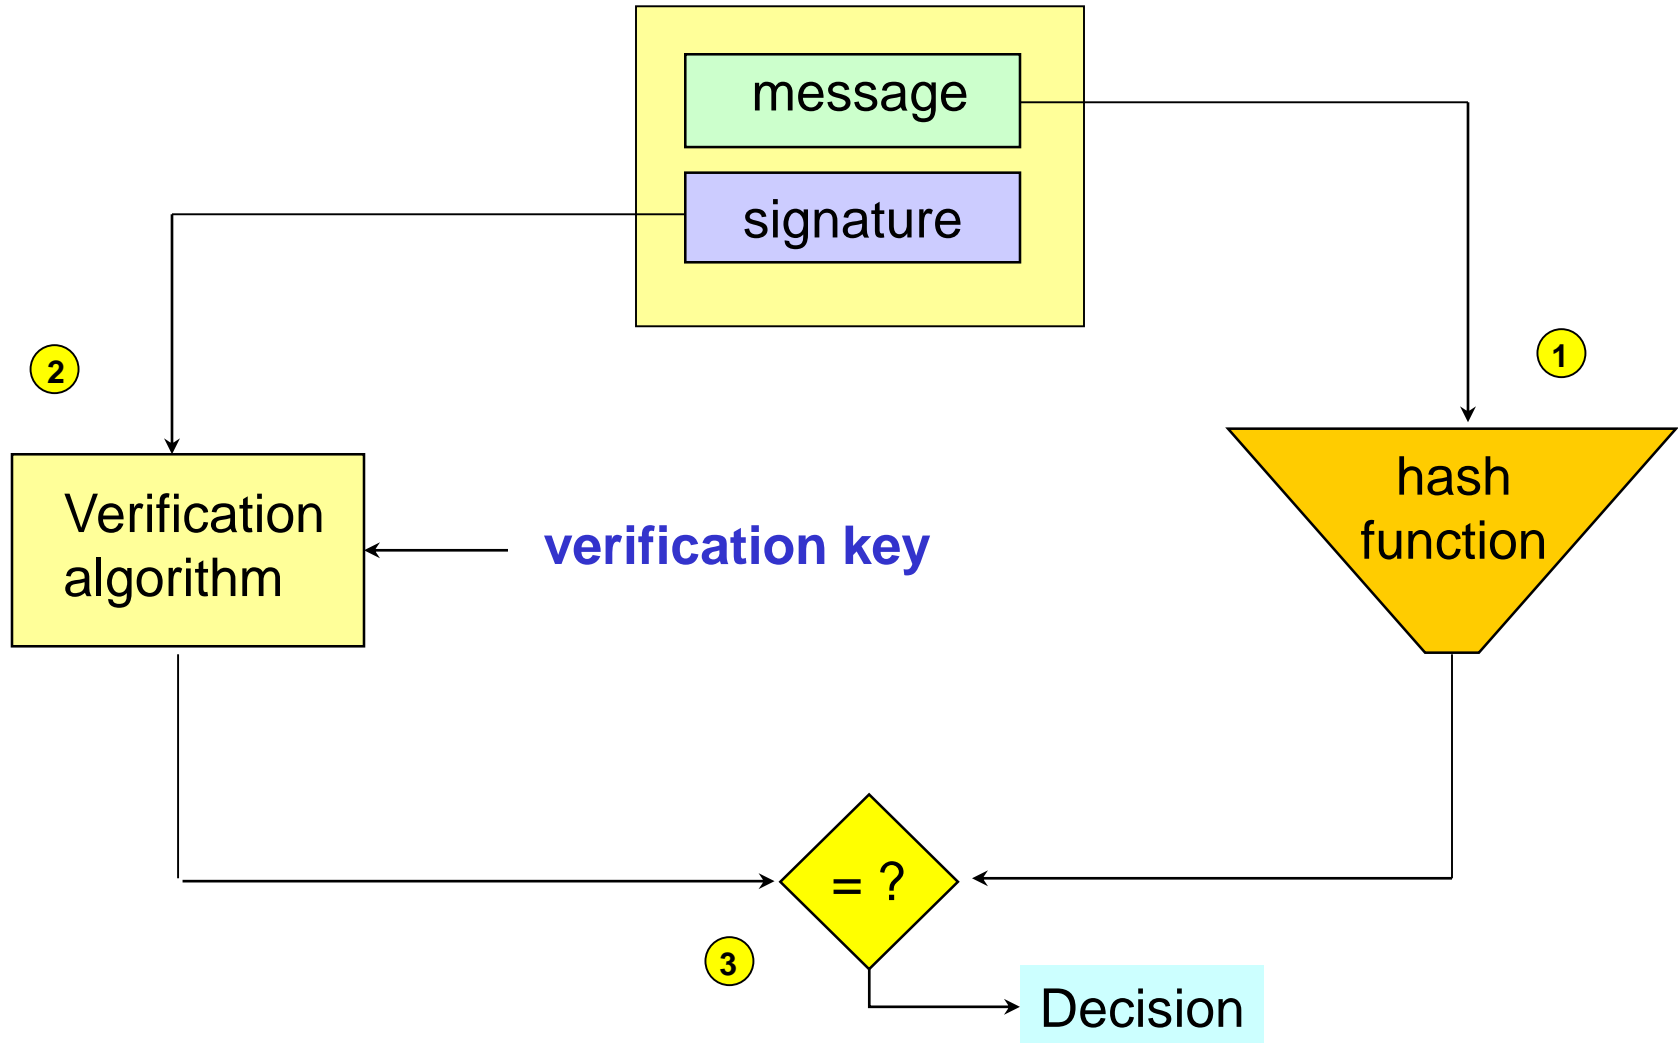 message
signature
2
1
Verification
algorithm
verification key
hash
function
= ?
3
Decision